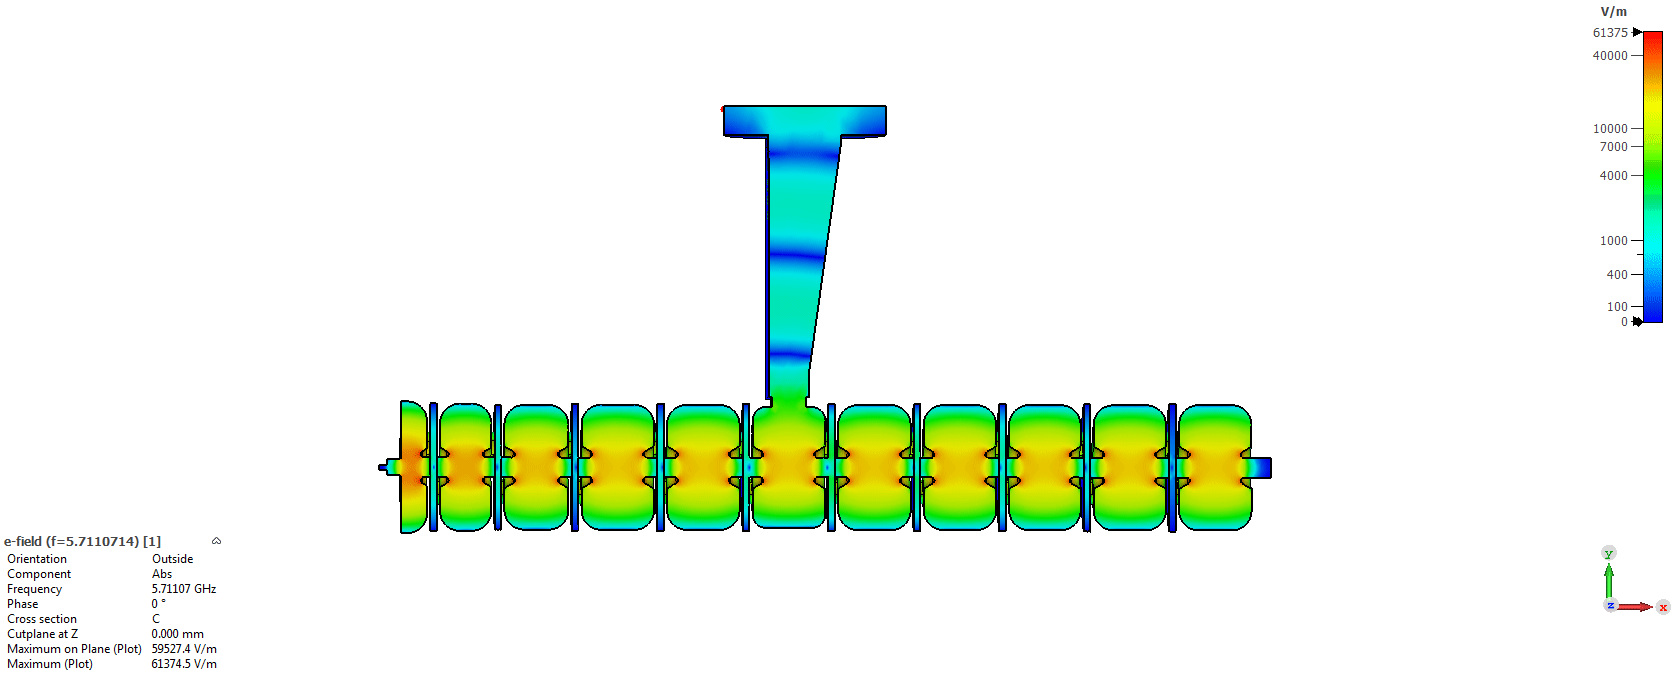 V/m
61375
40000
10000
7000
4000
1000
400
100
0
e-field (f=5.7110714) [1]
Orientation Outside
Component Abs
Frequency 5.71107 GHz
Phase 0 °
Cross section C
Cutplane at Z 0.000 mm
Maximum on Plane (Plot) 59527.4 V/m
Maximum (Plot) 61374.5 V/m
y
z x